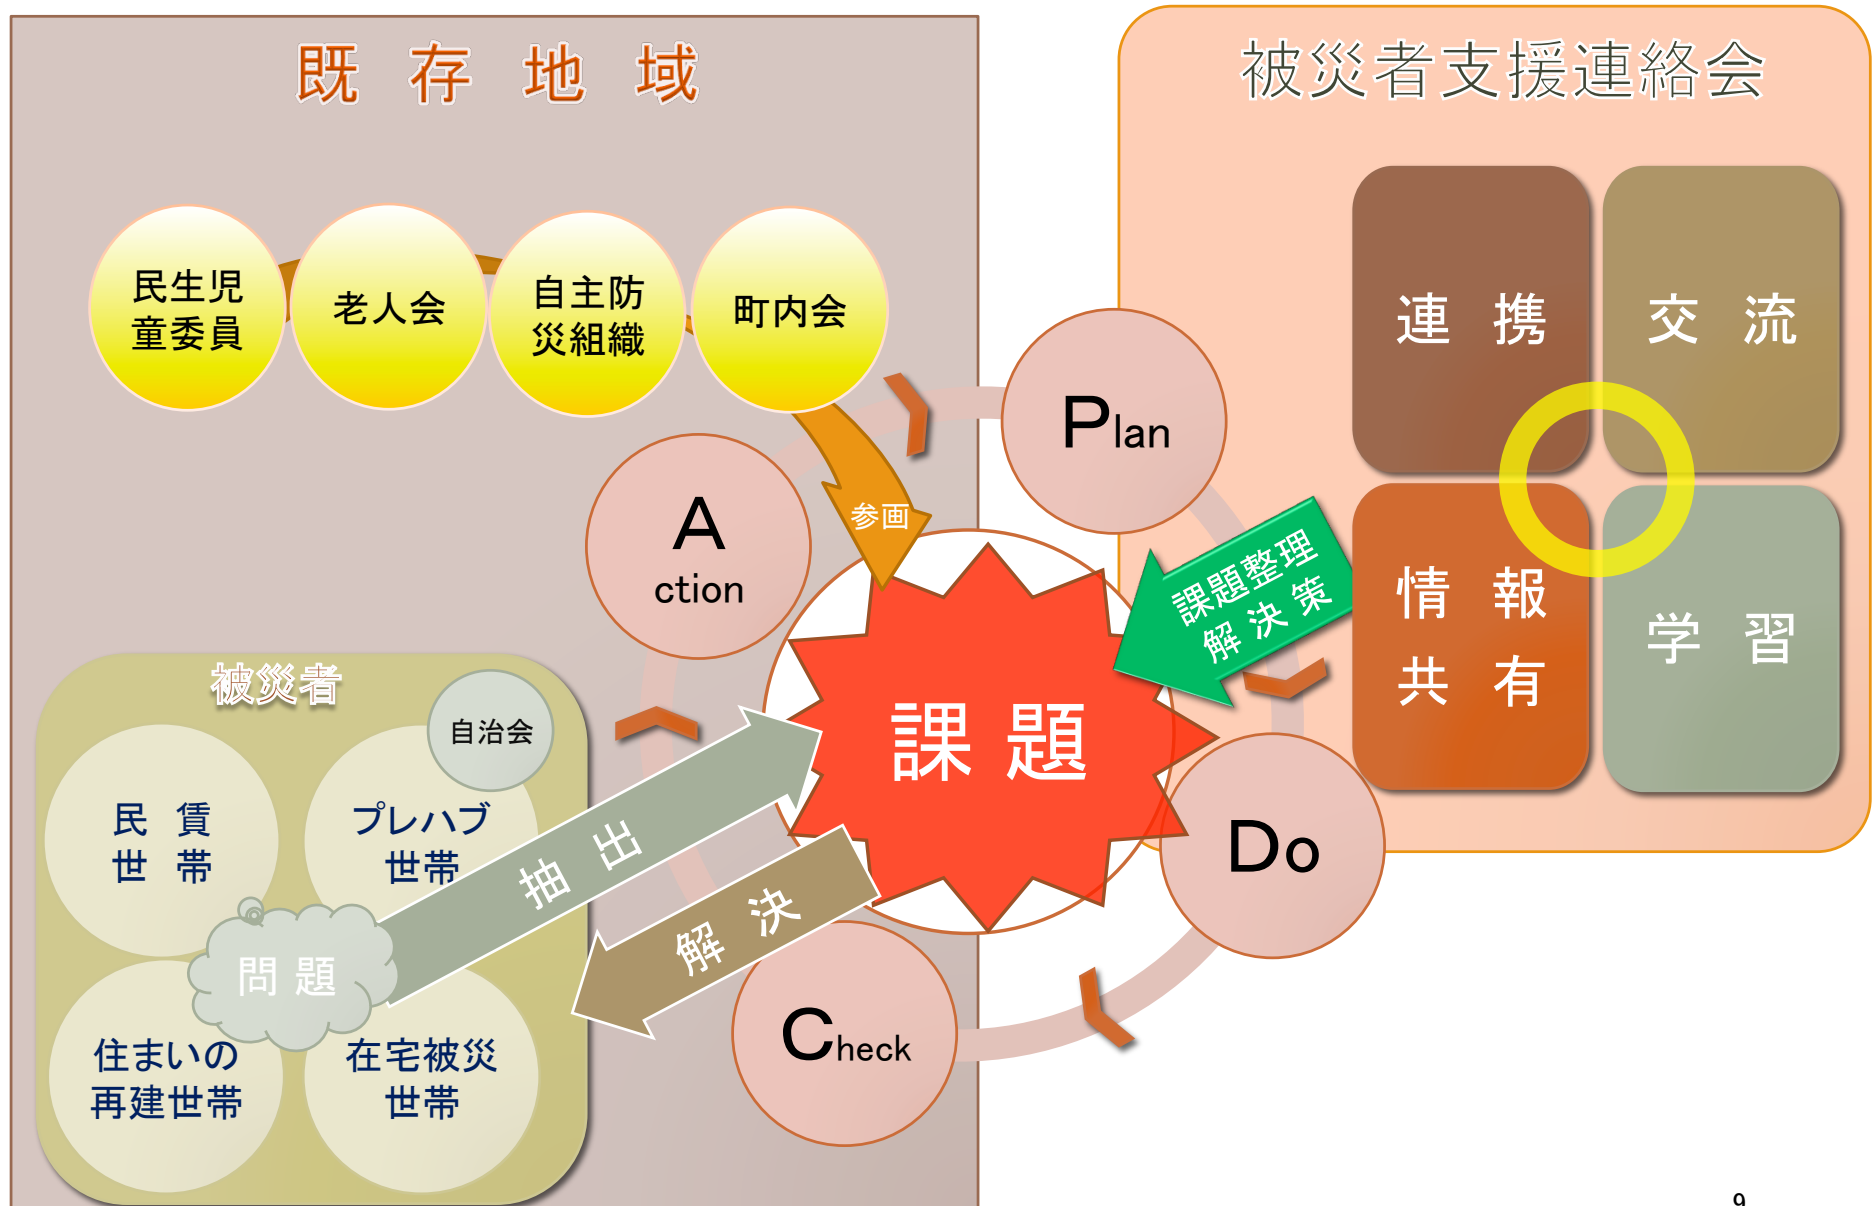 既存地域
民生児
童委員
老人会
自主防
災組織
町内会
参画
被災者支援連絡会
連携
交流
情報
共有
学習
課題整理
解決策
Plan
Do
Check
A
ction
課題
被災者
自治会
民賃
世帯
プレハブ
世帯
問題
住まいの
再建世帯
在宅被災
世帯
抽出
解決
9